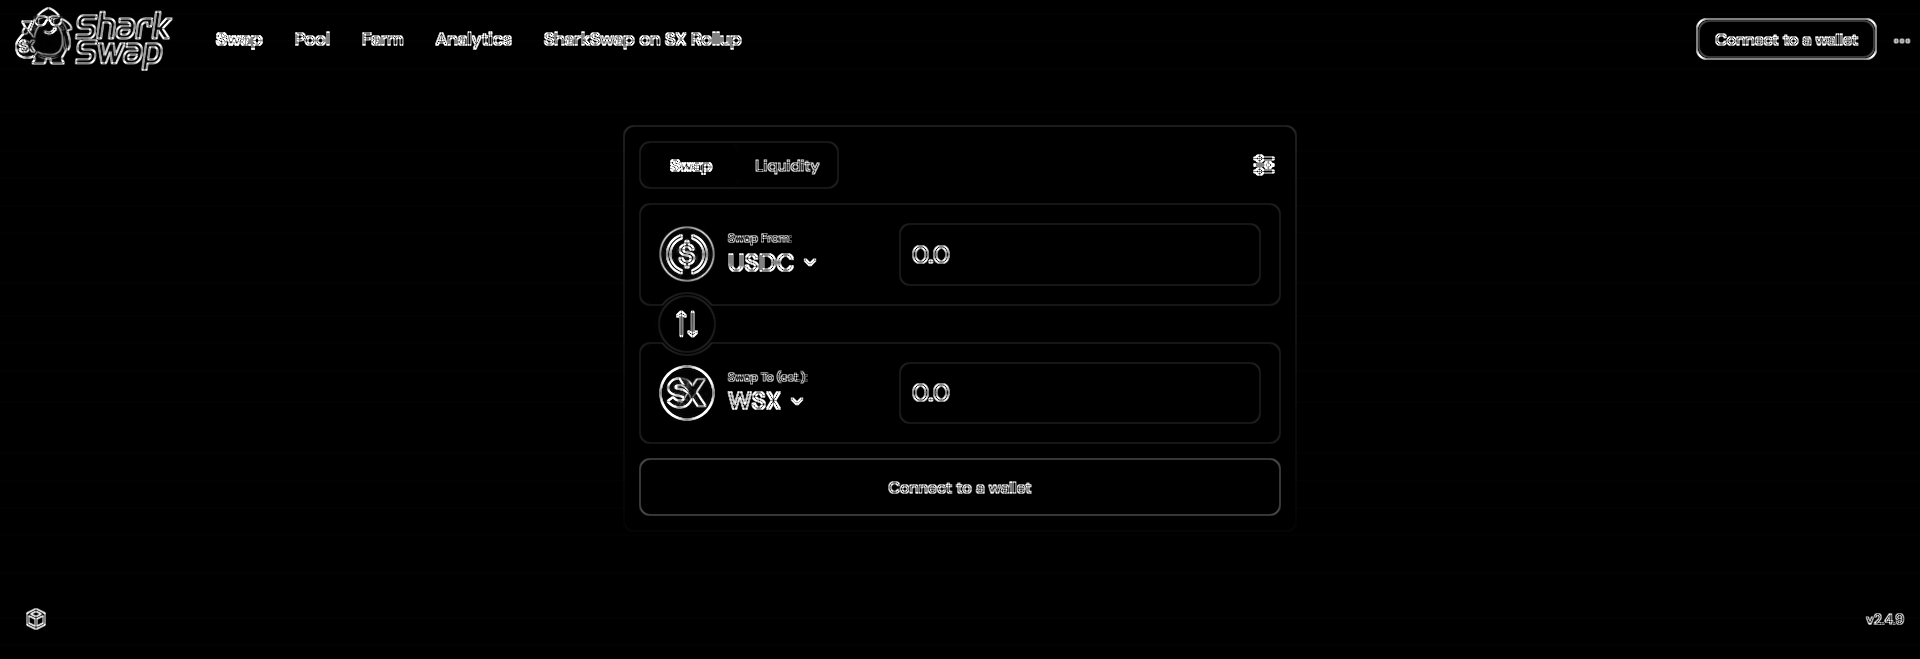 Shark
Swap
Swap Pool Farm Analytics SharkSwap on SX Rollup
Connect to a wallet
Swap Liquidity
Swap From:
USDC
0.0
Swap To (est.):
WSX
0.0
Connect to a wallet
v2.4.9